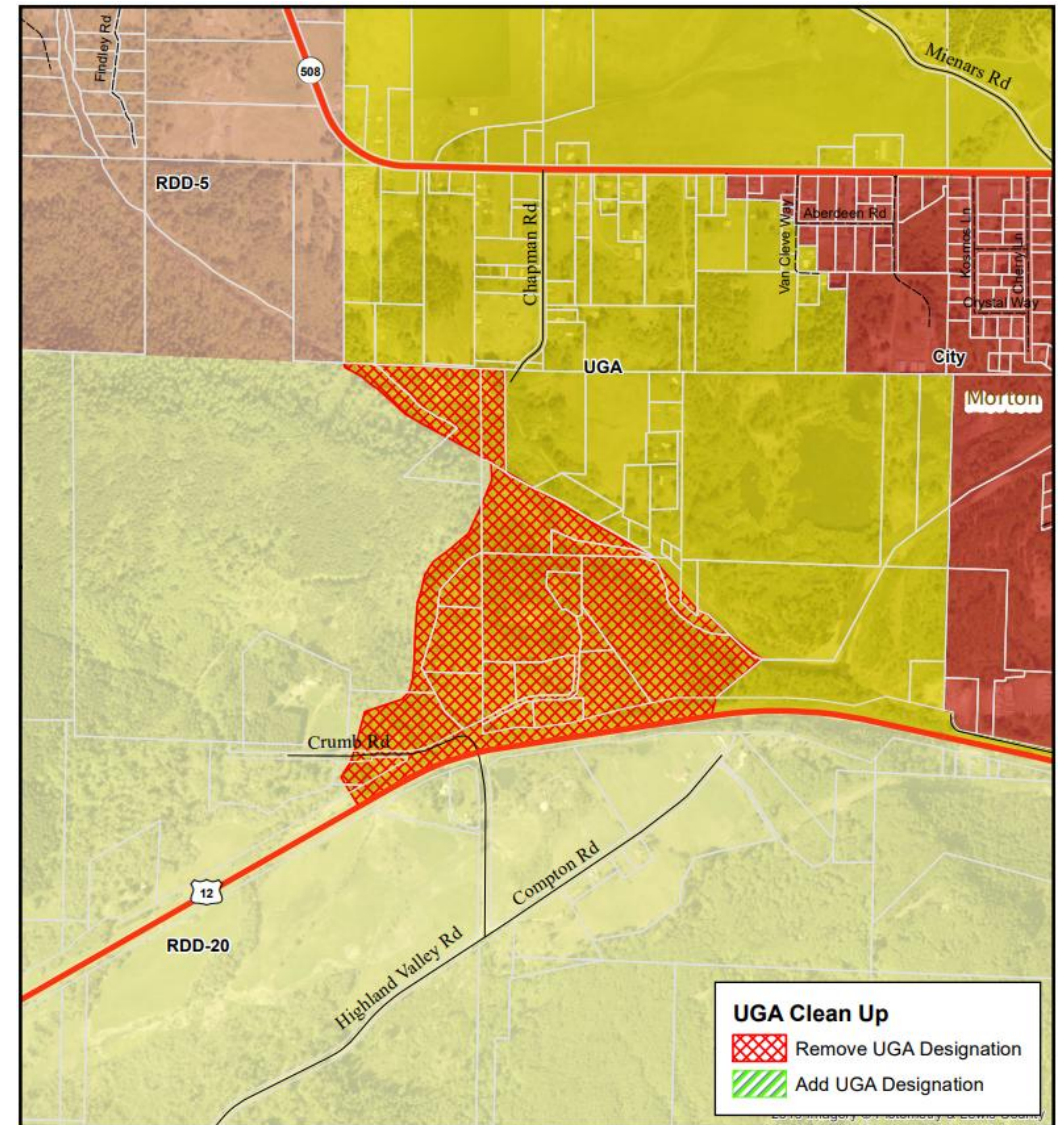 Findley Rd
508
Mienars Rd
RDD-5
Chapman Rd
Van Cleve Way
Aberdeen Rd
Kosmos Ln
Cherry Ln
Crystal Way
UGA
City
Morton
Crumb Rd
12
Compton Rd
RDD-20
Highland Valley Rd
UGA Clean Up
Remove UGA Designation
Add UGA Designation